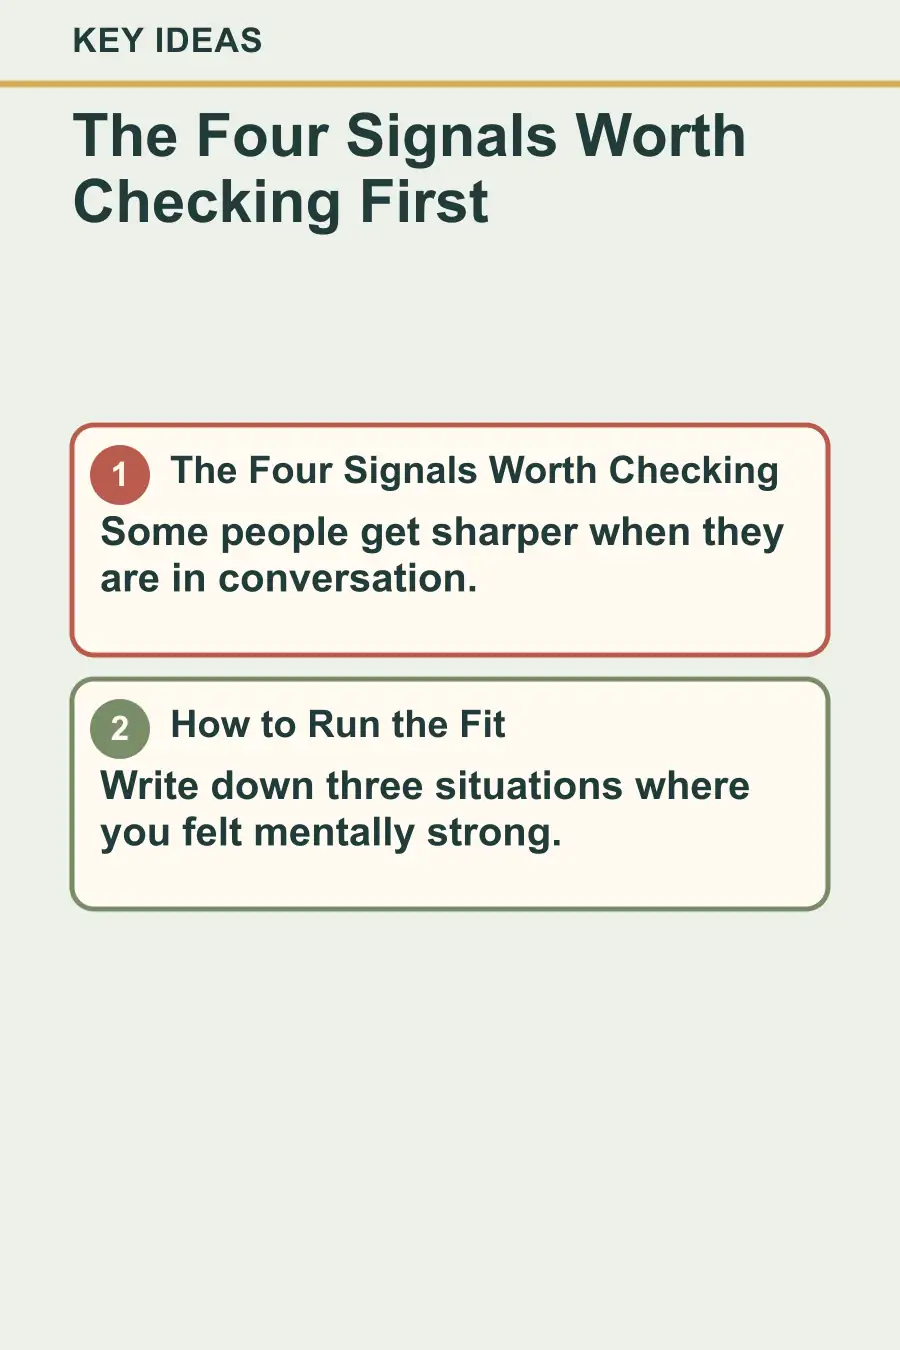 KEY IDEAS
The Four Signals Worth
Checking First
1 The Four Signals Worth Checking
Some people get sharper when they
are in conversation.
2 How to Run the Fit
Write down three situations where
you felt mentally strong.